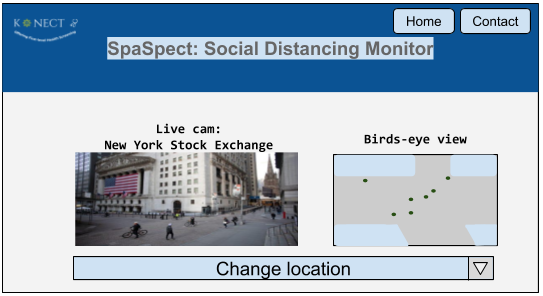 KONECT
Home
Contact
SpaSpect: Social Distancing Monitor
Live cam:
New York Stock Exchange
Birds-eye view
Change location